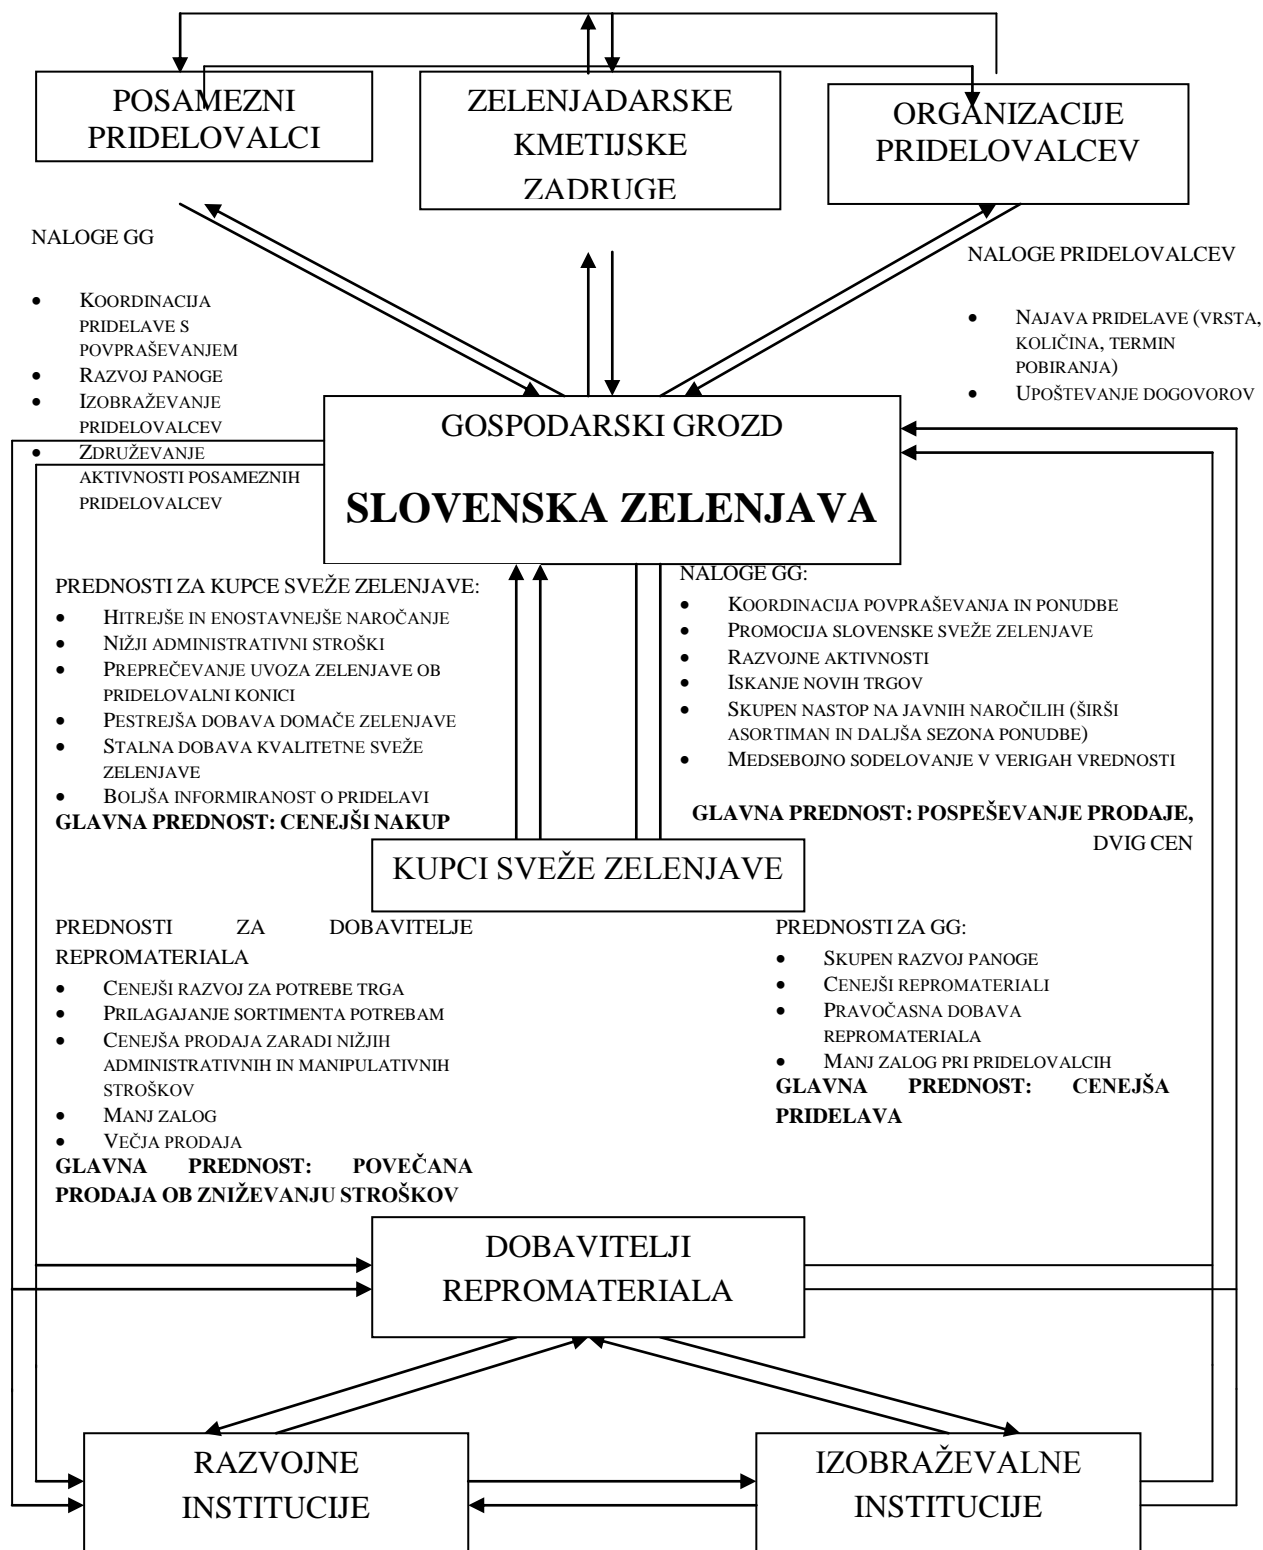 POSAMEZNI
PRIDELOVALCI
ZELENJADARSKE
KMETIJSKE
ZADRUGE
ORGANIZACIJE
PRIDELOVALCEV
NALOGE GG
• KOORDINACIJA
PRIDELAVE S
POVPRAŠEVANJEM
• RAZVOJ PANOGE
• IZOBRAŽEVANJE
PRIDELOVALCEV
• ZDRUŽEVANJE
AKTIVNOSTI POSAMEZNIH
PRIDELOVALCEV
NALOGE PRIDELOVALCEV
• NAJAVA PRIDELAVE (VRSTA,
KOLIČINA, TERMIN
POBIRANJA)
• UPOŠTEVANJE DOGOVOROV
GOSPODARSKI GROZD
SLOVENSKA ZELENJAVA
PREDNOSTI ZA KUPCE SVEŽE ZELENJAVE:
• HITREJŠE IN ENOSTAVNEJŠE NAROČANJE
• NIŽJI ADMINISTRATIVNI STROŠKI
• PREPREČEVANJE UVOZA ZELENJAVE OB
PRIDELOVALNI KONICI
• PESTREJŠA DOBAVA DOMAČE ZELENJAVE
• STALNA DOBAVA KVALITETNE SVEŽE
ZELENJAVE
• BOLJŠA INFORMIRANOST O PRIDELAVI
GLAVNA PREDNOST: CENEJŠI NAKUP
NALOGE GG:
• KOORDINACIJA POVPRAŠEVANJA IN PONUDBE
• PROMOCIJA SLOVENSKE SVEŽE ZELENJAVE
• RAZVOJNE AKTIVNOSTI
• ISKANJE NOVIH TRGOV
• SKUPEN NASTOP NA JAVNIH NAROČILIH (ŠIRŠI
ASORTIMAN IN DALJŠA SEZONA PONUDBE)
• MEDSEBOJNO SODELOVANJE V VERIGAH VREDNOSTI
GLAVNA PREDNOST: POSPEŠEVANJE PRODAJE,
DVIG CEN
KUPCI SVEŽE ZELENJAVE
PREDNOSTI ZA DOBAVITELJE
REPROMATERIALA
• CENEJŠI RAZVOJ ZA POTREBE TRGA
• PRILAGAJANJE SORTIMENTA POTREBAM
• CENEJŠA PRODAJA ZARADI NIŽJIH
ADMINISTRATIVNIH IN MANIPULATIVNIH
STROŠKOV
• MANJ ZALOG
• VEČJA PRODAJA
GLAVNA PREDNOST: POVEČANA
PRODAJA OB ZNIŽEVANJU STROŠKOV
PREDNOSTI ZA GG:
• SKUPEN RAZVOJ PANOGE
• CENEJŠI REPROMATERIALI
• PRAVOČASNA DOBAVA
REPROMATERIALA
• MANJ ZALOG PRI PRIDELOVALCIH
GLAVNA PREDNOST: CENEJŠA
PRIDELAVA
DOBAVITELJI
REPROMATERIALA
RAZVOJNE
INSTITUCIJE
IZOBRAŽEVALNE
INSTITUCIJE